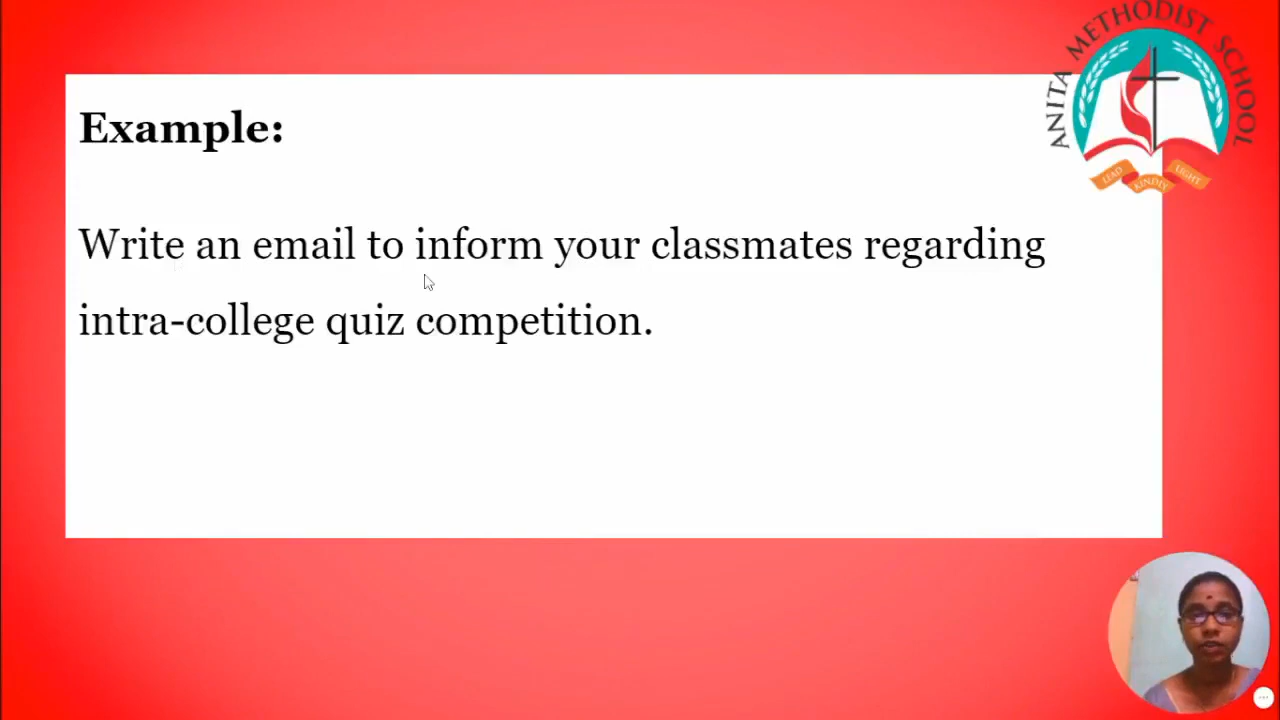 ANITA METHODIST SCHOOL
LEAD KINDLY LIGHT
Example:
Write an email to inform your classmates regarding
intra-college quiz competition.